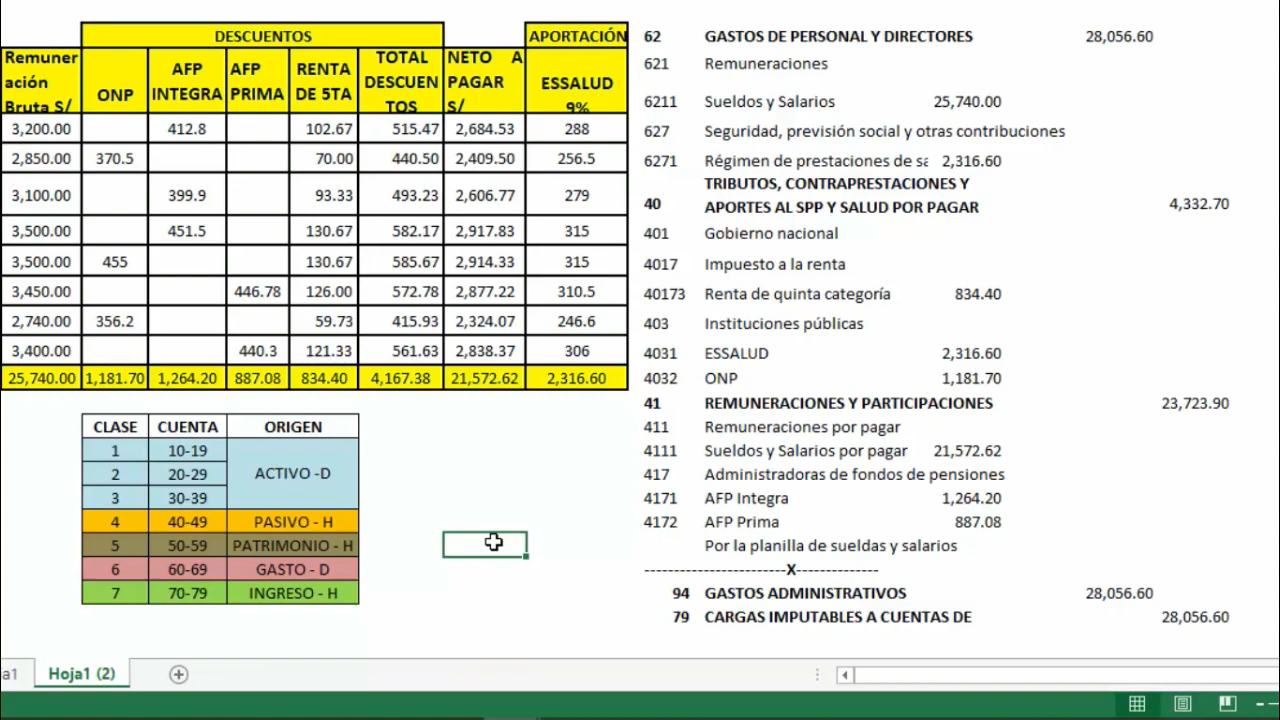 DESCUENTOS APORTACIÓN
Remuneración Bruta S/ ONP AFP INTEGRA AFP PRIMA RENTA DE 5TA TOTAL DESCUENTOS NETO A PAGAR S/ ESSALUD 9%
3,200.00 412.8 102.67 515.47 2,684.53 288
2,850.00 370.5 70.00 440.50 2,409.50 256.5
3,100.00 399.9 93.33 493.23 2,606.77 279
3,500.00 451.5 130.67 582.17 2,917.83 315
3,500.00 455 130.67 585.67 2,914.33 315
3,450.00 446.78 126.00 572.78 2,877.22 310.5
2,740.00 356.2 59.73 415.93 2,324.07 246.6
3,400.00 440.3 121.33 561.63 2,838.37 306
25,740.00 1,181.70 1,264.20 887.08 834.40 4,167.38 21,572.62 2,316.60
CLASE CUENTA ORIGEN
1 10-19
2 20-29 ACTIVO -D
3 30-39
4 40-49 PASIVO - H
5 50-59 PATRIMONIO - H
6 60-69 GASTO - D
7 70-79 INGRESO - H
62 GASTOS DE PERSONAL Y DIRECTORES 28,056.60
621 Remuneraciones
6211 Sueldos y Salarios 25,740.00
627 Seguridad, previsión social y otras contribuciones
6271 Régimen de prestaciones de sa 2,316.60
TRIBUTOS, CONTRAPRESTACIONES Y
40 APORTES AL SPP Y SALUD POR PAGAR 4,332.70
401 Gobierno nacional
4017 Impuesto a la renta
40173 Renta de quinta categoría 834.40
403 Instituciones públicas
4031 ESSALUD 2,316.60
4032 ONP 1,181.70
41 REMUNERACIONES Y PARTICIPACIONES 23,723.90
411 Remuneraciones por pagar
4111 Sueldos y Salarios por pagar 21,572.62
417 Administradoras de fondos de pensiones
4171 AFP Integra 1,264.20
4172 AFP Prima 887.08
Por la planilla de sueldas y salarios
-----------------------X-------------
94 GASTOS ADMINISTRATIVOS 28,056.60
79 CARGAS IMPUTABLES A CUENTAS DE 28,056.60
a1 Hoja1 (2)